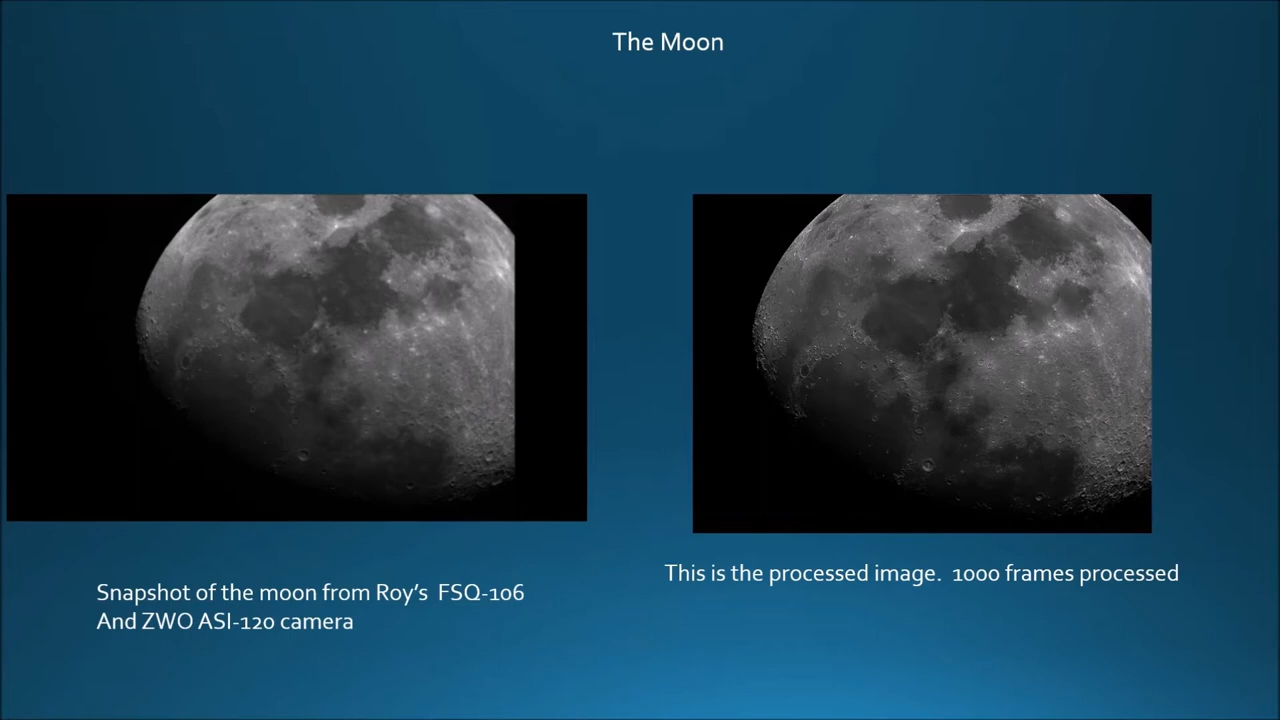 The Moon
This is the processed image.  1000 frames processed
Snapshot of the moon from Roy's  FSQ-106
And ZWO ASI-120 camera